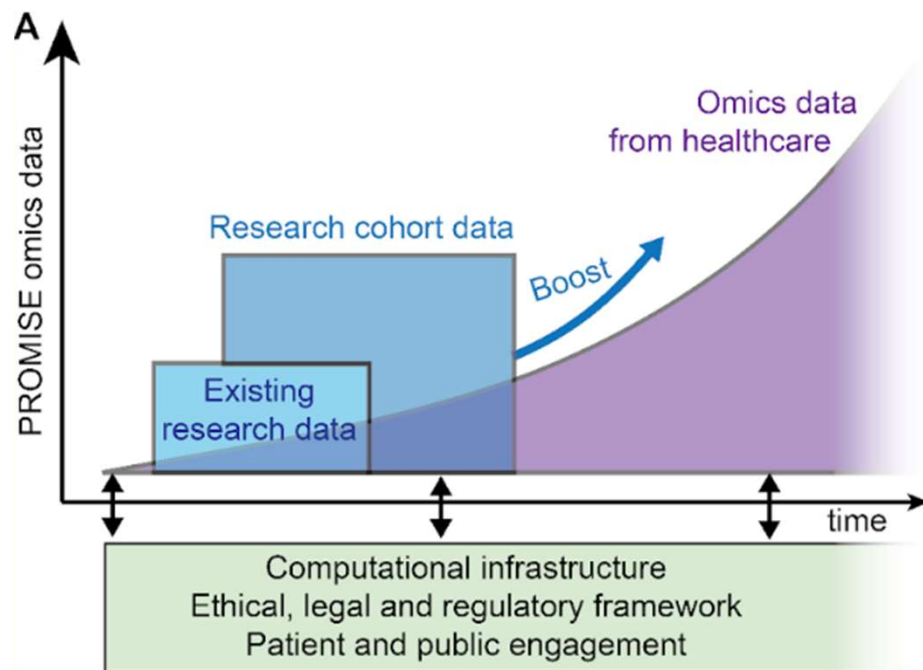 A
PROMISE omics data
Omics data
from healthcare
Research cohort data
Boost
Existing
research data
time
Computational infrastructure
Ethical, legal and regulatory framework
Patient and public engagement